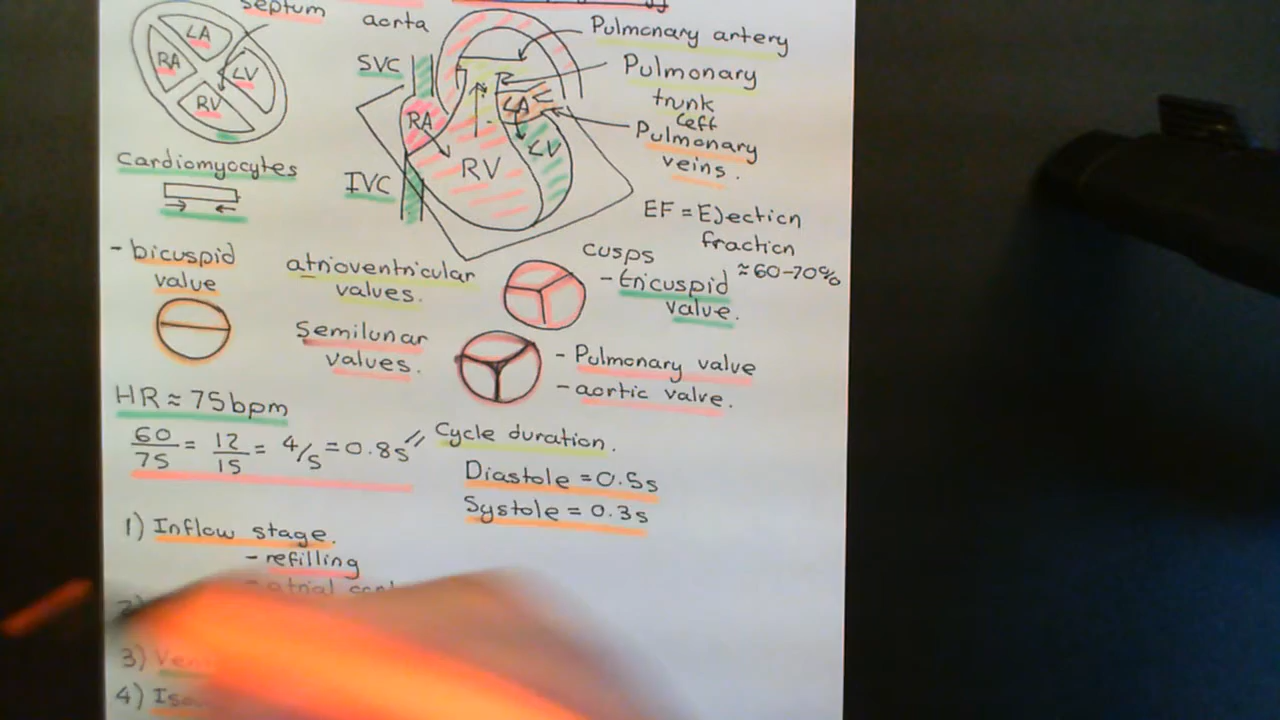 septum
aorta
Pulmonary artery
LA
RA
LV
RV
SVC
Pulmonary
trunk
RA
LA
Left
Pulmonary
veins.
LV
RV
Cardiomyocytes
IVC
EF = Ejection
fraction
≈60-70%
- bicuspid
valve
atrioventricular
valves.
cusps
- tricuspid
valve.
Semilunar
valves.
- Pulmonary valve
- aortic valve.
HR ≈ 75bpm
60/75 = 12/15 = 4/5 = 0.8s //
Cycle duration.
Diastole = 0.5s
Systole = 0.3s
1) Inflow stage.
- refilling
- atrial
3)
4)